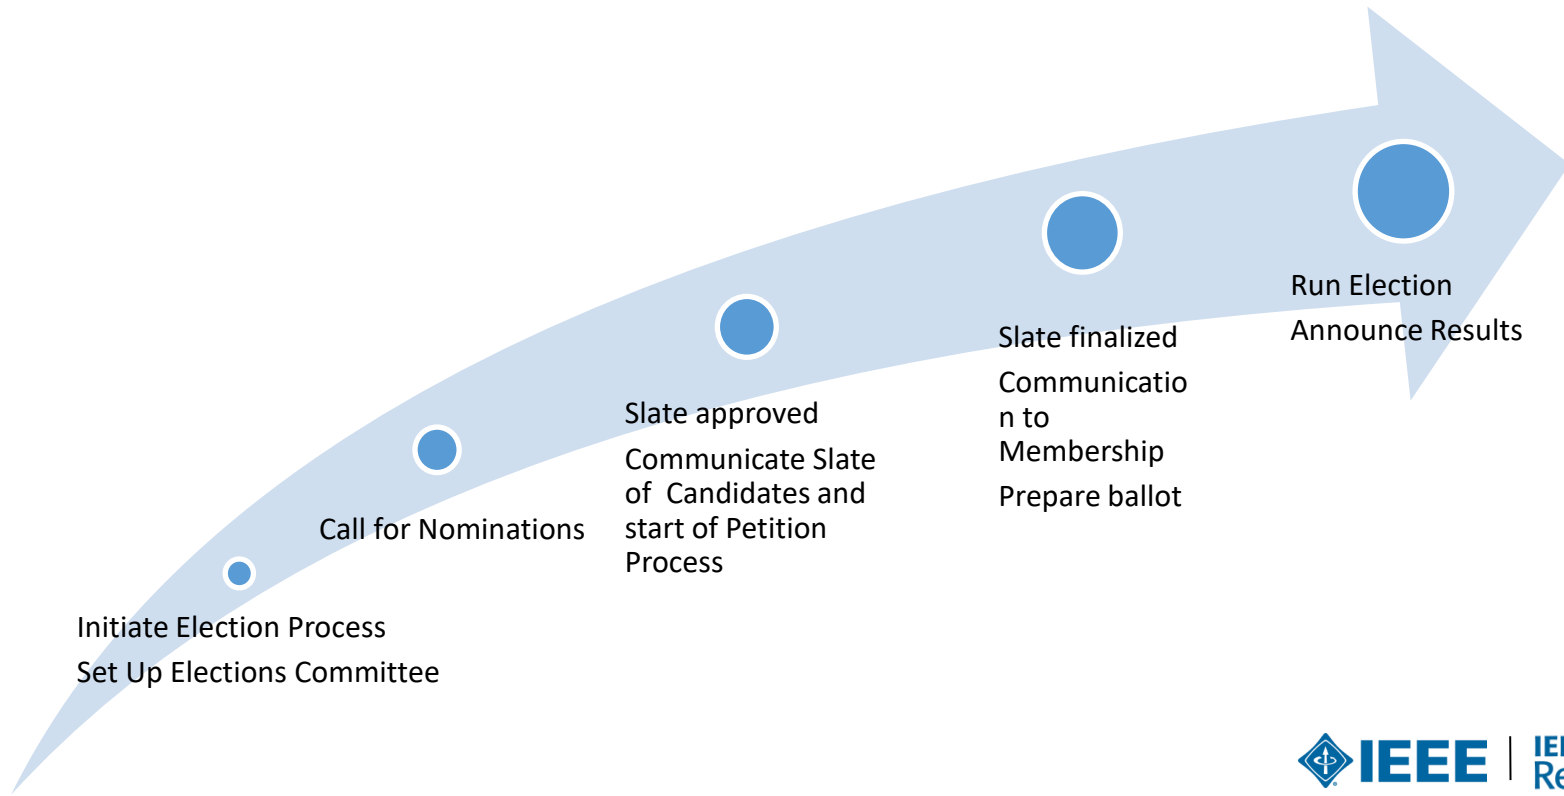 Initiate Election Process
Set Up Elections Committee
Call for Nominations
Slate approved
Communicate Slate
of  Candidates and
start of Petition
Process
Slate finalized
Communicatio
n to
Membership
Prepare ballot
Run Election
Announce Results
IEEE